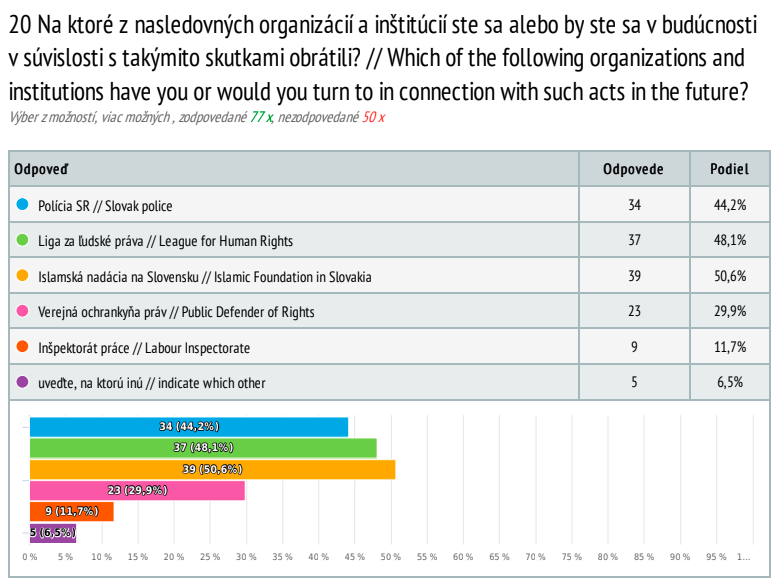 20 Na ktoré z nasledovných organizácií a inštitúcií ste sa alebo by ste sa v budúcnosti
v súvislosti s takýmito skutkami obrátili? // Which of the following organizations and
institutions have you or would you turn to in connection with such acts in the future?
Výber z možností, viac možných , zodpovedané 77 x, nezodpovedané 50 x
Odpoveď Odpovede Podiel
Polícia SR // Slovak police 34 44,2%
Liga za ľudské práva // League for Human Rights 37 48,1%
Islamská nadácia na Slovensku // Islamic Foundation in Slovakia 39 50,6%
Verejná ochrankyňa práv // Public Defender of Rights 23 29,9%
Inšpektorát práce // Labour Inspectorate 9 11,7%
uveďte, na ktorú inú // indicate which other 5 6,5%
34 (44,2%)
37 (48,1%)
39 (50,6%)
23 (29,9%)
9 (11,7%)
5 (6,5%)
0 % 5 % 10 % 15 % 20 % 25 % 30 % 35 % 40 % 45 % 50 % 55 % 60 % 65 % 70 % 75 % 80 % 85 % 90 % 95 % 1...